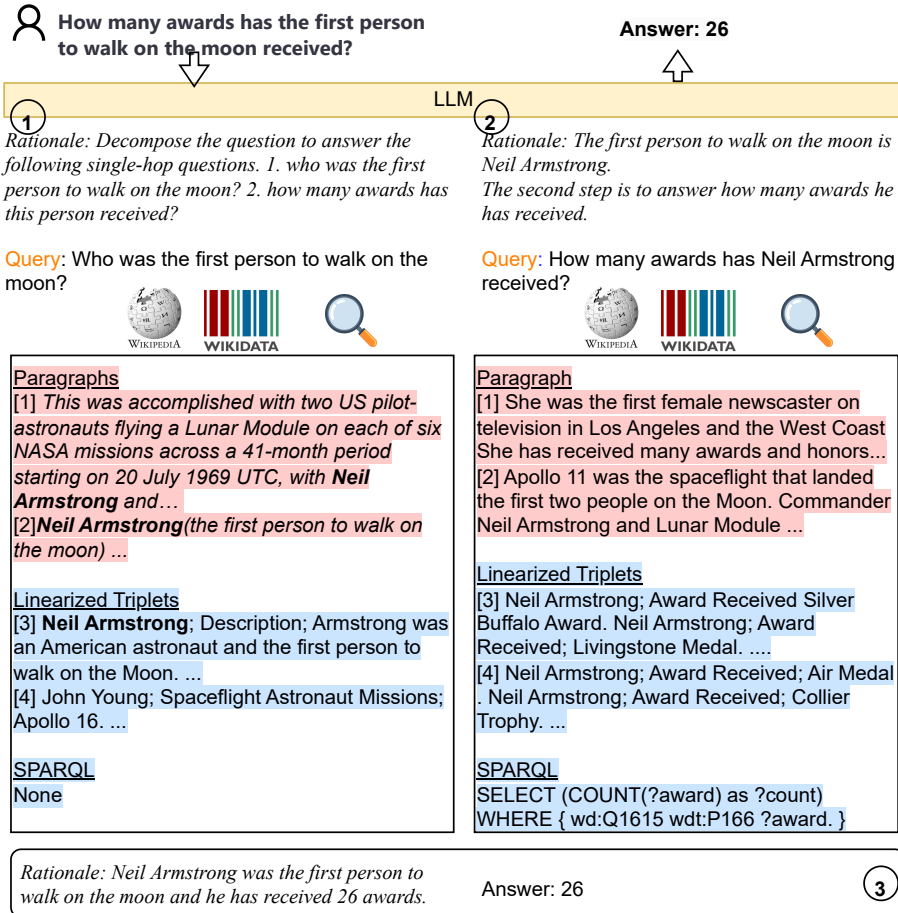 How many awards has the first person
to walk on the moon received?
Answer: 26
LLM
1
Rationale: Decompose the question to answer the
following single-hop questions. 1. who was the first
person to walk on the moon? 2. how many awards has
this person received?
Query: Who was the first person to walk on the
moon?
WIKIPEDIA
WIKIDATA
Paragraphs
[1] This was accomplished with two US pilot-
astronauts flying a Lunar Module on each of six
NASA missions across a 41-month period
starting on 20 July 1969 UTC, with Neil
Armstrong and…
[2]Neil Armstrong(the first person to walk on
the moon) ...
Linearized Triplets
[3] Neil Armstrong; Description; Armstrong was
an American astronaut and the first person to
walk on the Moon. ...
[4] John Young; Spaceflight Astronaut Missions;
Apollo 16. ...
SPARQL
None
2
Rationale: The first person to walk on the moon is
Neil Armstrong.
The second step is to answer how many awards he
has received.
Query: How many awards has Neil Armstrong
received?
WIKIPEDIA
WIKIDATA
Paragraph
[1] She was the first female newscaster on
television in Los Angeles and the West Coast
She has received many awards and honors...
[2] Apollo 11 was the spaceflight that landed
the first two people on the Moon. Commander
Neil Armstrong and Lunar Module ...
Linearized Triplets
[3] Neil Armstrong; Award Received Silver
Buffalo Award. Neil Armstrong; Award
Received; Livingstone Medal. ....
[4] Neil Armstrong; Award Received; Air Medal
. Neil Armstrong; Award Received; Collier
Trophy. ...
SPARQL
SELECT (COUNT(?award) as ?count)
WHERE { wd:Q1615 wdt:P166 ?award. }
Rationale: Neil Armstrong was the first person to
walk on the moon and he has received 26 awards.
Answer: 26
3